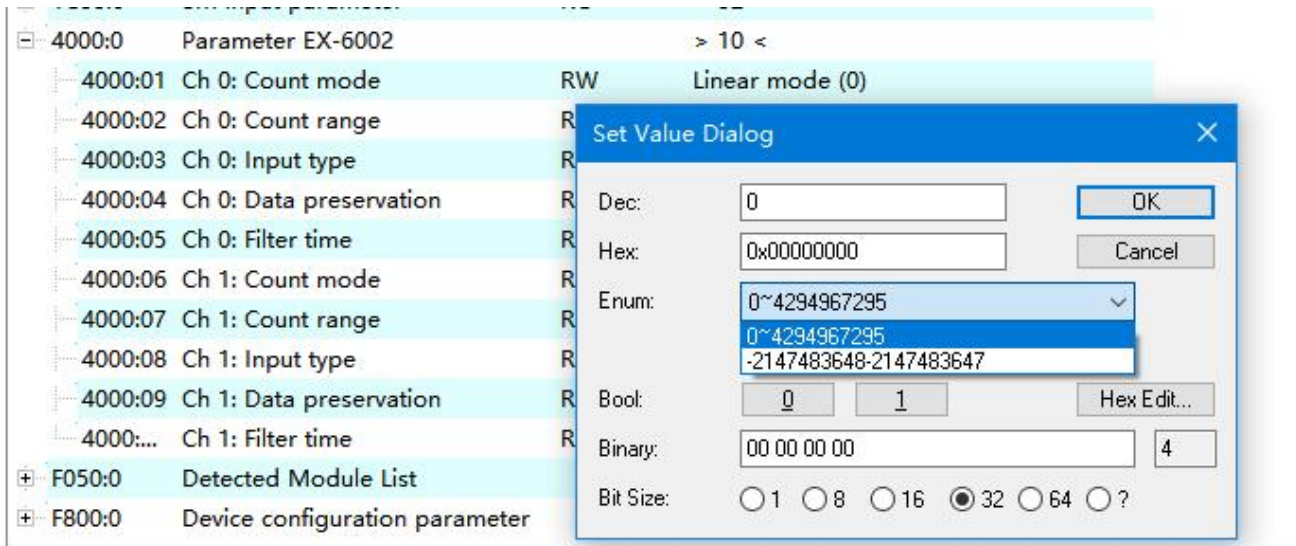 4000:0 Parameter EX-6002 > 10 <
4000:01 Ch 0: Count mode RW Linear mode (0)
4000:02 Ch 0: Count range R
4000:03 Ch 0: Input type R
4000:04 Ch 0: Data preservation R
4000:05 Ch 0: Filter time R
4000:06 Ch 1: Count mode R
4000:07 Ch 1: Count range R
4000:08 Ch 1: Input type R
4000:09 Ch 1: Data preservation R
4000:... Ch 1: Filter time R
F050:0 Detected Module List
F800:0 Device configuration parameter
Set Value Dialog
Dec: 0 OK
Hex: 0x00000000 Cancel
Enum: 0~4294967295
0~4294967295
-2147483648-2147483647
Bool: 0 1 Hex Edit...
Binary: 00 00 00 00 4
Bit Size: 1 8 16 32 64 ?